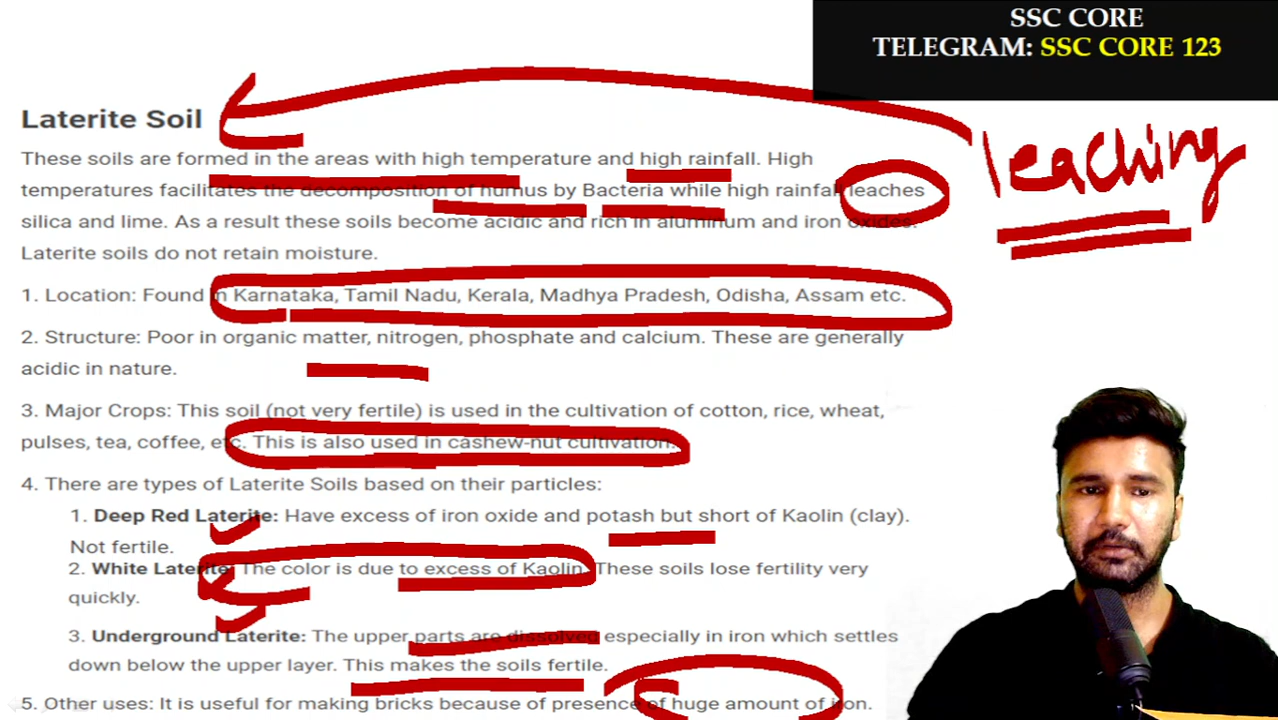 SSC CORE
TELEGRAM: SSC CORE 123
Laterite Soil
leaching
These soils are formed in the areas with high temperature and high rainfall. High
temperatures facilitates the decomposition of humus by Bacteria while high rainfall leaches
silica and lime. As a result these soils become acidic and rich in aluminum and iron oxides.
Laterite soils do not retain moisture.
1. Location: Found in Karnataka, Tamil Nadu, Kerala, Madhya Pradesh, Odisha, Assam etc.
2. Structure: Poor in organic matter, nitrogen, phosphate and calcium. These are generally
acidic in nature.
3. Major Crops: This soil (not very fertile) is used in the cultivation of cotton, rice, wheat,
pulses, tea, coffee, etc. This is also used in cashew-nut cultivation.
4. There are types of Laterite Soils based on their particles:
1. Deep Red Laterite: Have excess of iron oxide and potash but short of Kaolin (clay).
Not fertile.
2. White Laterite: The color is due to excess of Kaolin. These soils lose fertility very
quickly.
3. Underground Laterite: The upper parts are dissolved especially in iron which settles
down below the upper layer. This makes the soils fertile.
5. Other uses: It is useful for making bricks because of presence of huge amount of iron.